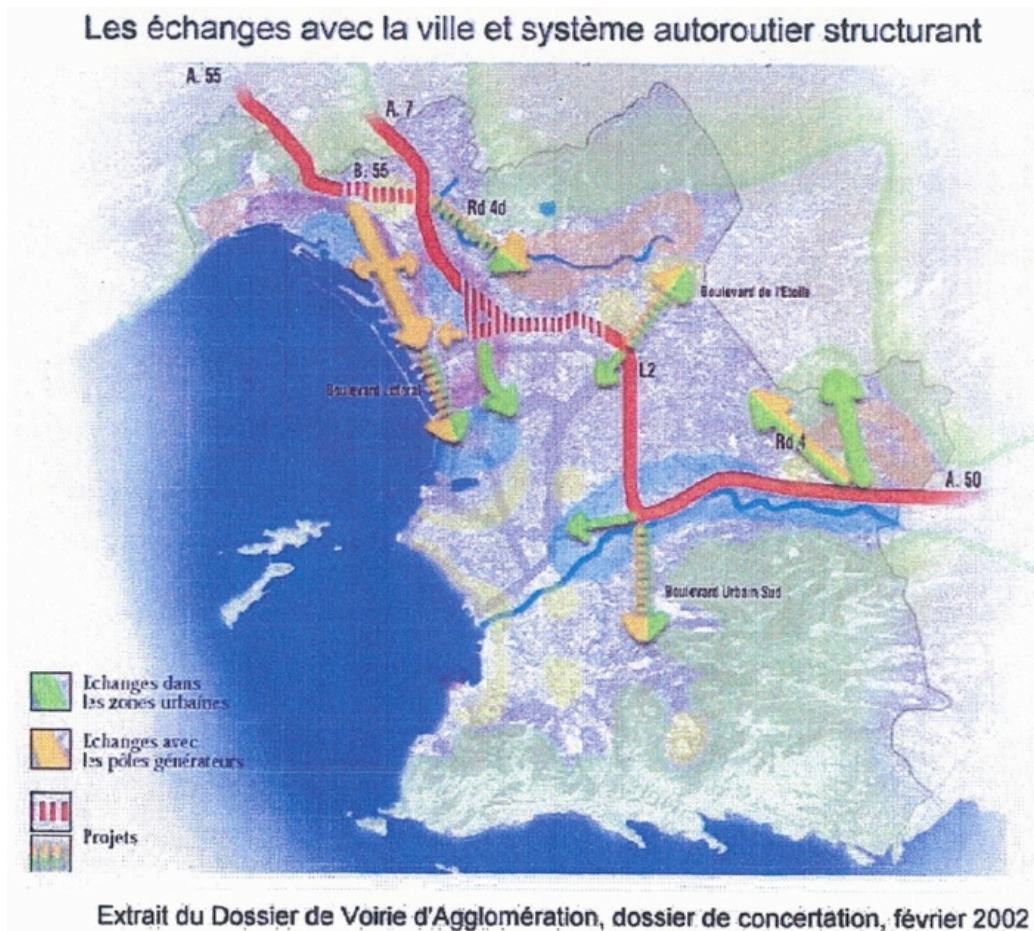 Les échanges avec la ville et système autoroutier structurant
A. 55
A. 7
B. 55
Rd 4d
Boulevard de l'Etoile
L2
Boulevard Littoral
Rd 4
A. 50
Boulevard Urbain Sud
Echanges dans
les zones urbaines
Echanges avec
les pôles générateurs
Projets
Extrait du Dossier de Voirie d'Agglomération, dossier de concertation, février 2002